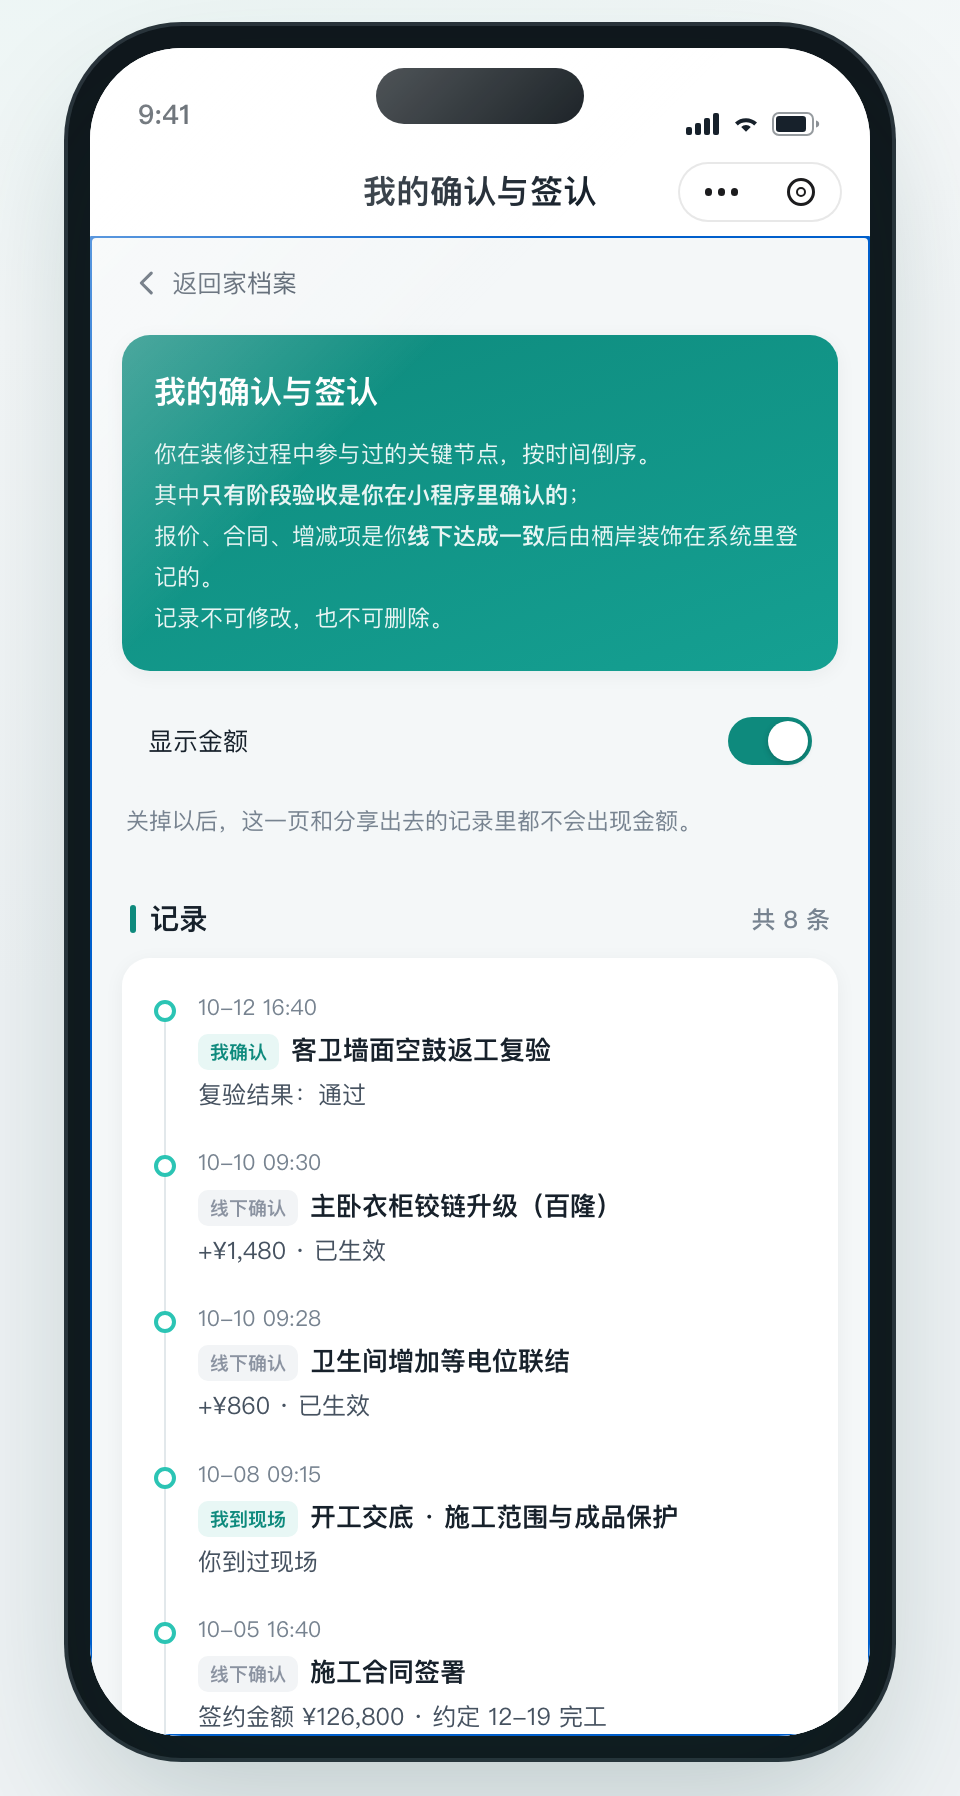 9:41
我的确认与签认
返回家档案
我的确认与签认
你在装修过程中参与过的关键节点，按时间倒序。
其中只有阶段验收是你在小程序里确认的；
报价、合同、增减项是你线下达成一致后由栖岸装饰在系统里登
记的。
记录不可修改，也不可删除。
显示金额
关掉以后，这一页和分享出去的记录里都不会出现金额。
记录
共 8 条
10-12 16:40
我确认 客卫墙面空鼓返工复验
复验结果：通过
10-10 09:30
线下确认 主卧衣柜铰链升级（百隆）
+¥1,480 · 已生效
10-10 09:28
线下确认 卫生间增加等电位联结
+¥860 · 已生效
10-08 09:15
我到现场 开工交底 · 施工范围与成品保护
你到过现场
10-05 16:40
线下确认 施工合同签署
签约金额 ¥126,800 · 约定 12-19 完工